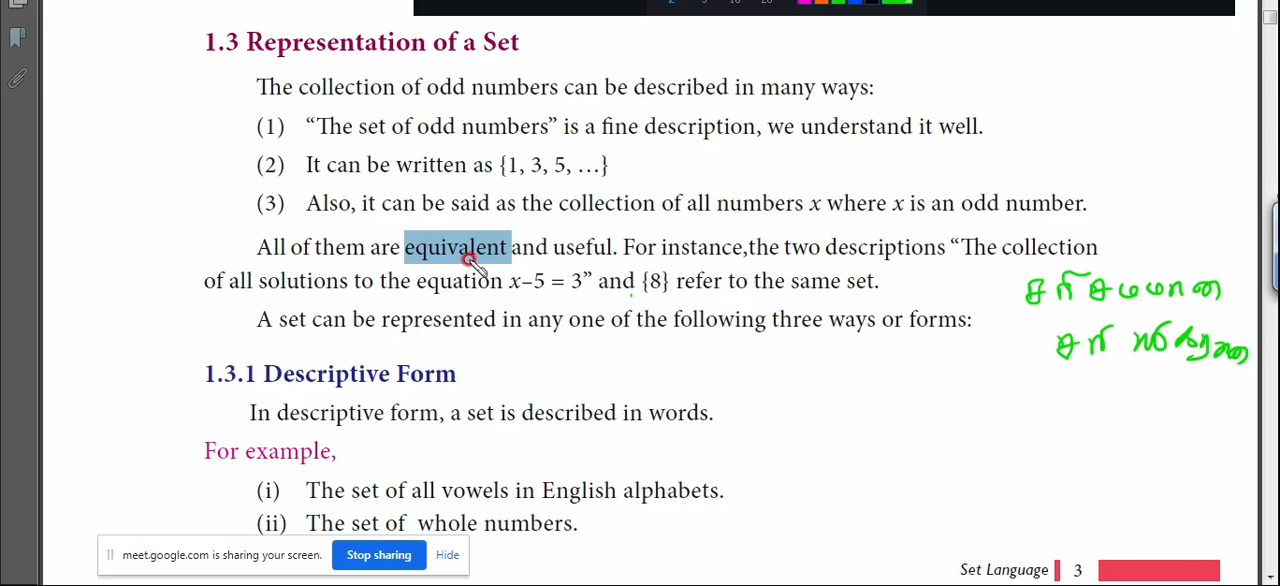 1.3 Representation of a Set
The collection of odd numbers can be described in many ways:
(1) “The set of odd numbers” is a fine description, we understand it well.
(2) It can be written as {1, 3, 5, …}
(3) Also, it can be said as the collection of all numbers x where x is an odd number.
All of them are equivalent and useful. For instance,the two descriptions “The collection
of all solutions to the equation x–5 = 3” and {8} refer to the same set.
A set can be represented in any one of the following three ways or forms:
1.3.1 Descriptive Form
In descriptive form, a set is described in words.
For example,
(i) The set of all vowels in English alphabets.
(ii) The set of whole numbers.
meet.google.com is sharing your screen. Stop sharing Hide
Set Language 3